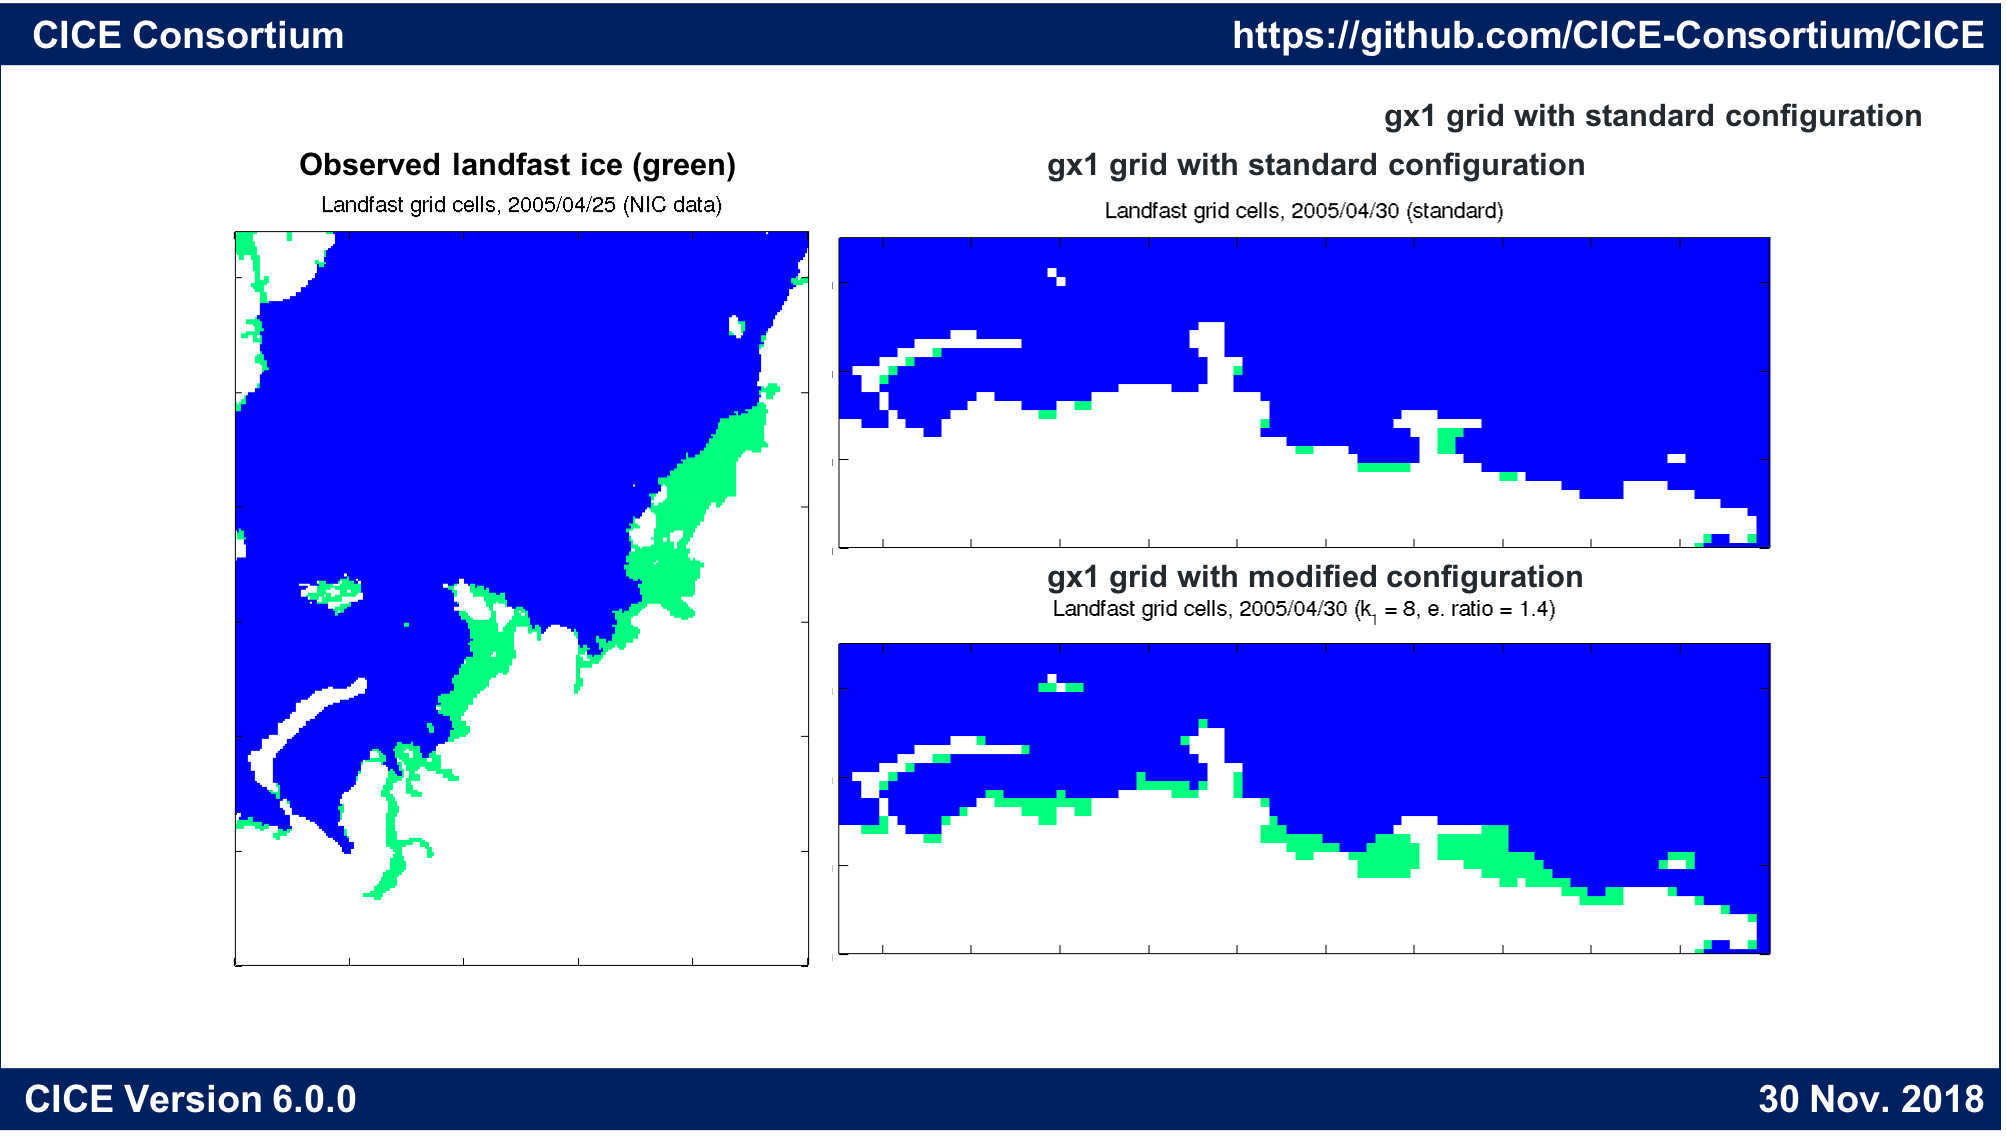 CICE Consortium
https://github.com/CICE-Consortium/CICE
gx1 grid with standard configuration
Observed landfast ice (green)
gx1 grid with standard configuration
Landfast grid cells, 2005/04/25 (NIC data)
Landfast grid cells, 2005/04/30 (standard)
gx1 grid with modified configuration
Landfast grid cells, 2005/04/30 (k₁ = 8, e. ratio = 1.4)
CICE Version 6.0.0
30 Nov. 2018